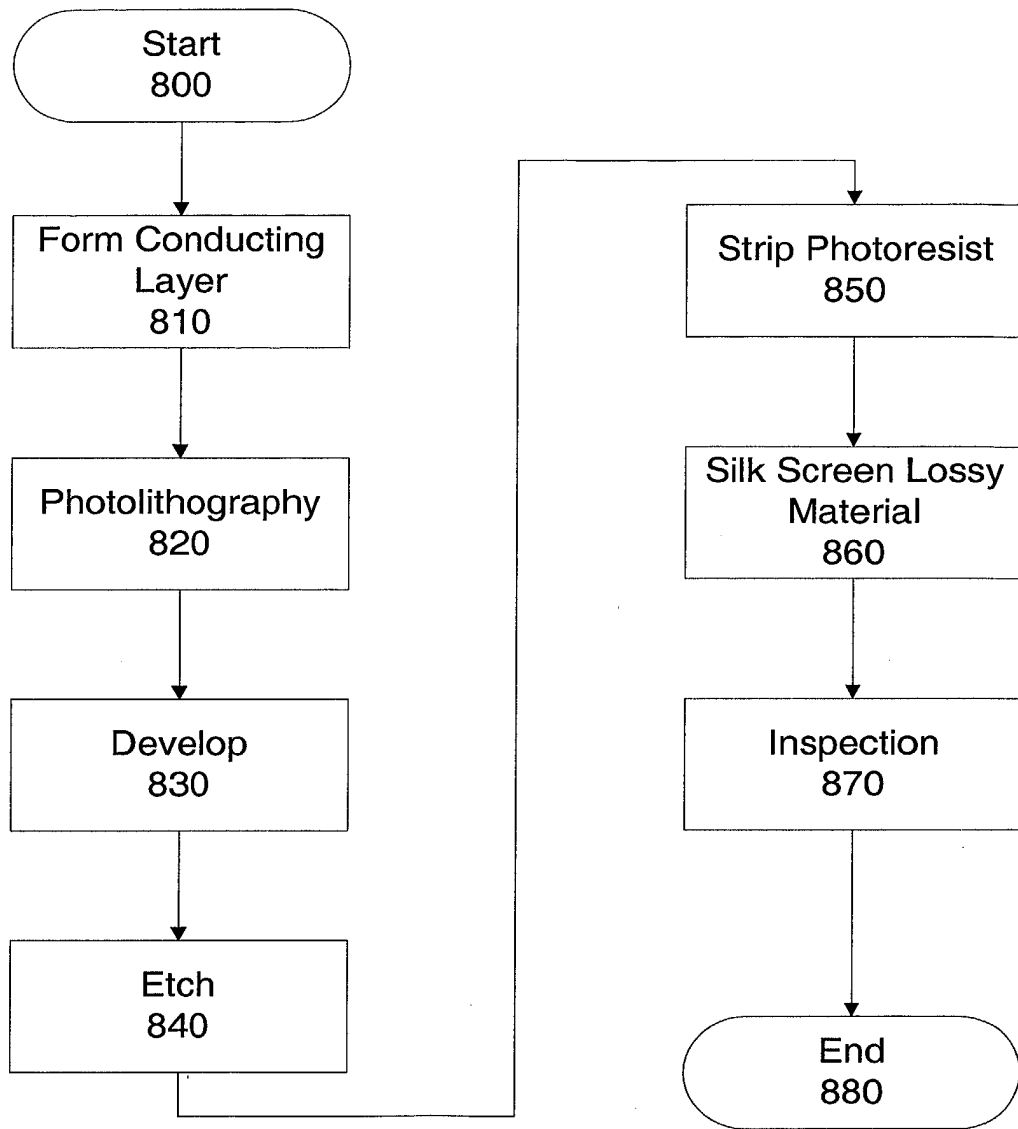 Start
800
Form Conducting
Layer
810
Photolithography
820
Develop
830
Etch
840
Strip Photoresist
850
Silk Screen Lossy
Material
860
Inspection
870
End
880